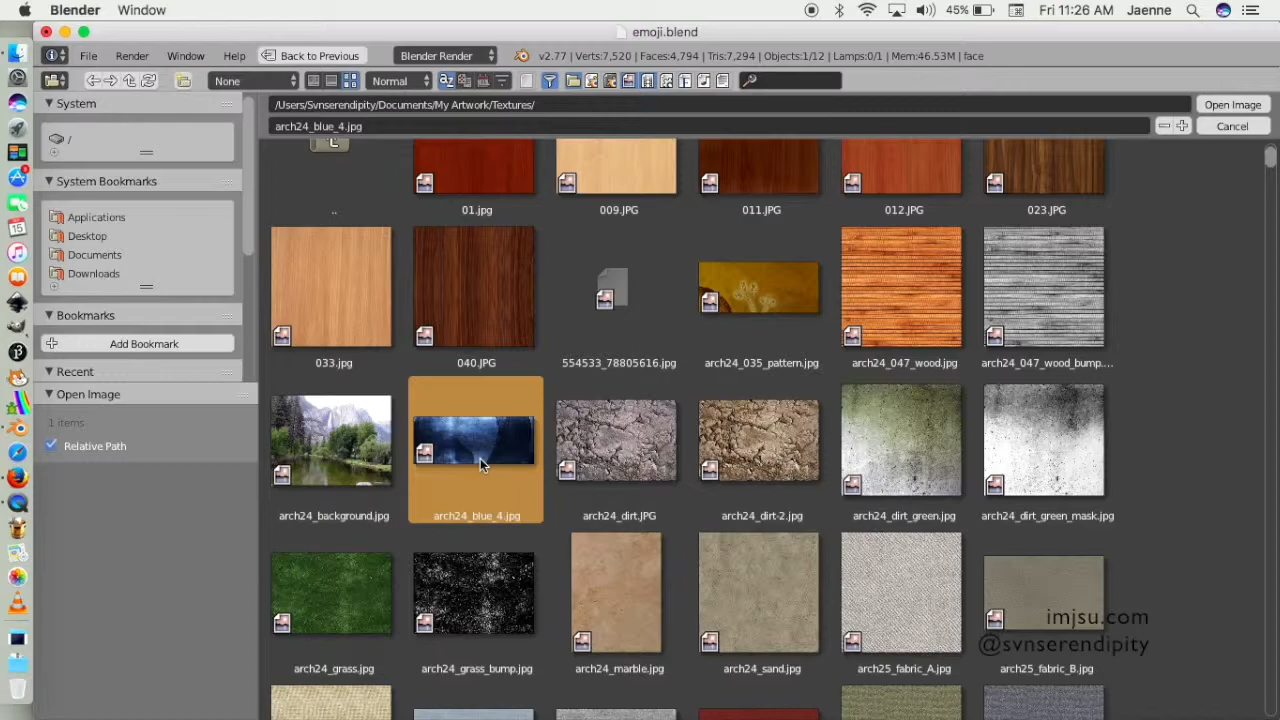 Blender Window 45% Fri 11:26 AM Jaenne
emoji.blend
File Render Window Help Back to Previous Blender Render v2.77 | Verts:7,520 | Faces:4,794 | Tris:7,294 | Objects:1/12 | Lamps:0/1 | Mem:46.53M | face
None Normal
System
/Users/Svnserendipity/Documents/My Artwork/Textures/ Open Image
arch24_blue_4.jpg Cancel
/
System Bookmarks
Applications
Desktop
Documents
Downloads
Bookmarks
Add Bookmark
Recent
Open Image
1 items
Relative Path
.. 01.jpg 009.JPG 011.JPG 012.JPG 023.JPG
033.jpg 040.JPG 554533_78805616.jpg arch24_035_pattern.jpg arch24_047_wood.jpg arch24_047_wood_bump....
arch24_background.jpg arch24_blue_4.jpg arch24_dirt.JPG arch24_dirt-2.jpg arch24_dirt_green.jpg arch24_dirt_green_mask.jpg
arch24_grass.jpg arch24_grass_bump.jpg arch24_marble.jpg arch24_sand.jpg arch25_fabric_A.jpg arch25_fabric_B.jpg
imjsu.com
@svnserendipity